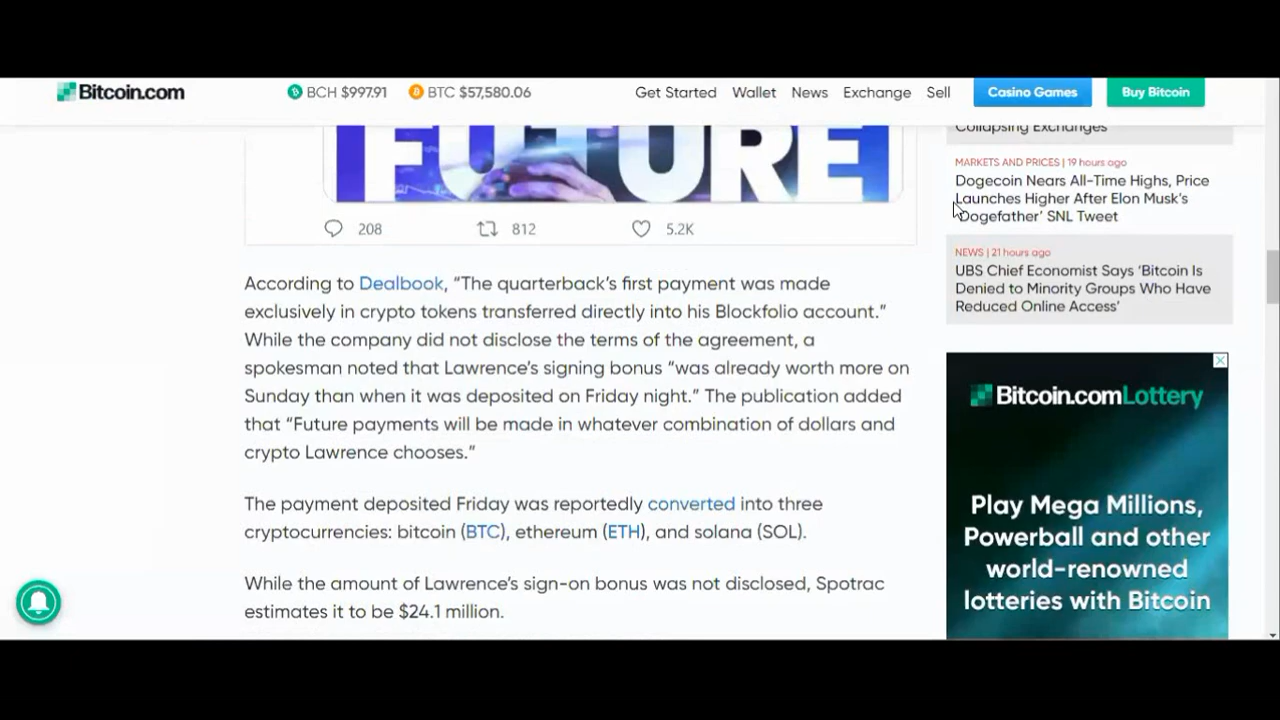 Bitcoin.com
BCH $997.91
BTC $57,580.06
Get Started
Wallet
News
Exchange
Sell
Casino Games
Buy Bitcoin
FUTURE
208
812
5.2K
According to Dealbook, “The quarterback’s first payment was made
exclusively in crypto tokens transferred directly into his Blockfolio account.”
While the company did not disclose the terms of the agreement, a
spokesman noted that Lawrence’s signing bonus “was already worth more on
Sunday than when it was deposited on Friday night.” The publication added
that “Future payments will be made in whatever combination of dollars and
crypto Lawrence chooses.”
The payment deposited Friday was reportedly converted into three
cryptocurrencies: bitcoin (BTC), ethereum (ETH), and solana (SOL).
While the amount of Lawrence’s sign-on bonus was not disclosed, Spotrac
estimates it to be $24.1 million.
Collapsing Exchanges
MARKETS AND PRICES | 19 hours ago
Dogecoin Nears All-Time Highs, Price
Launches Higher After Elon Musk’s
‘Dogefather’ SNL Tweet
NEWS | 21 hours ago
UBS Chief Economist Says ‘Bitcoin Is
Denied to Minority Groups Who Have
Reduced Online Access’
Bitcoin.comLottery
Play Mega Millions,
Powerball and other
world-renowned
lotteries with Bitcoin